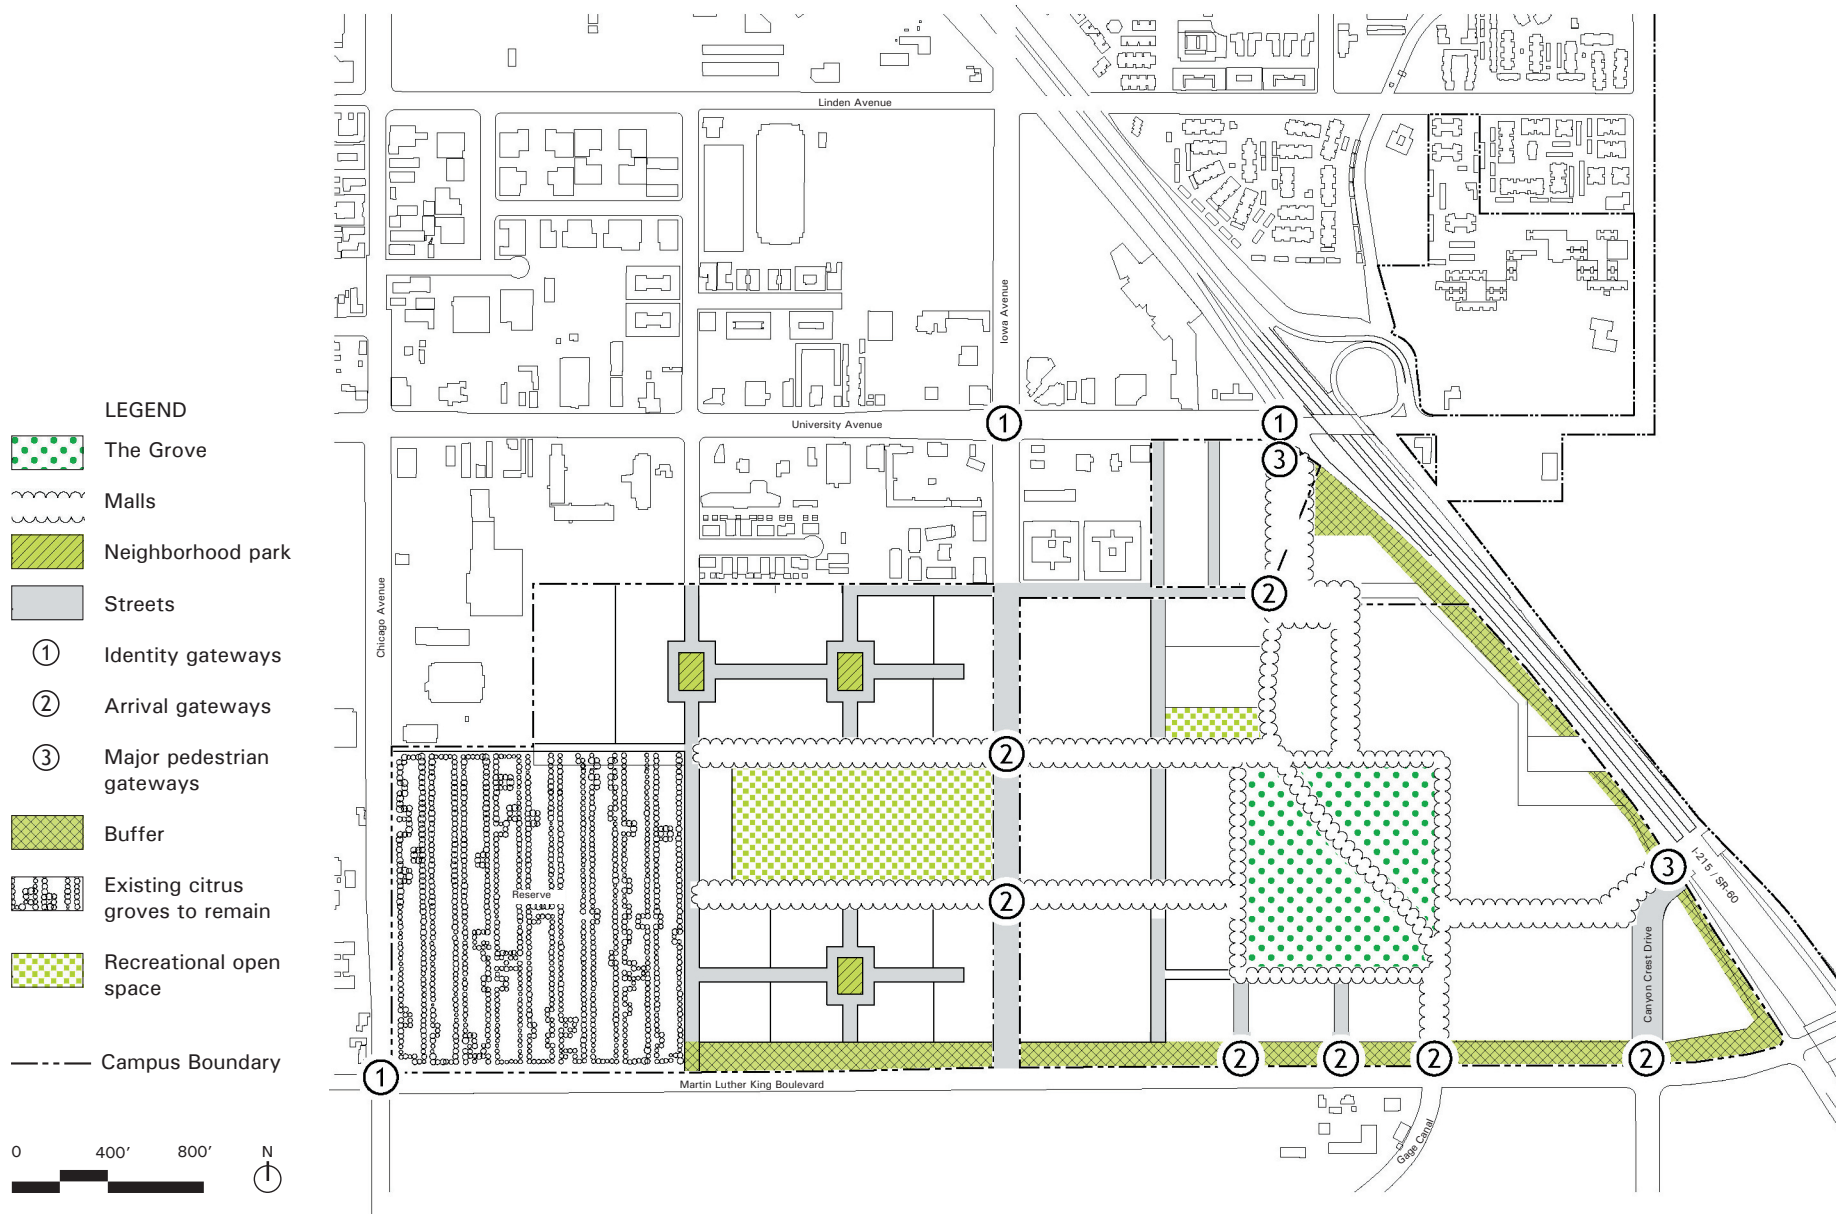 LEGEND
The Grove
Malls
Neighborhood park
Streets
1 Identity gateways
2 Arrival gateways
3 Major pedestrian
gateways
Buffer
Existing citrus
groves to remain
Recreational open
space
Campus Boundary
0 400' 800' N
Linden Avenue
Iowa Avenue
University Avenue
1
1
3
Chicago Avenue
2
2
I-215 / SR-60
3
Reserve
2
Canyon Crest Drive
2
2
2
2
1
Martin Luther King Boulevard
Gage Canal